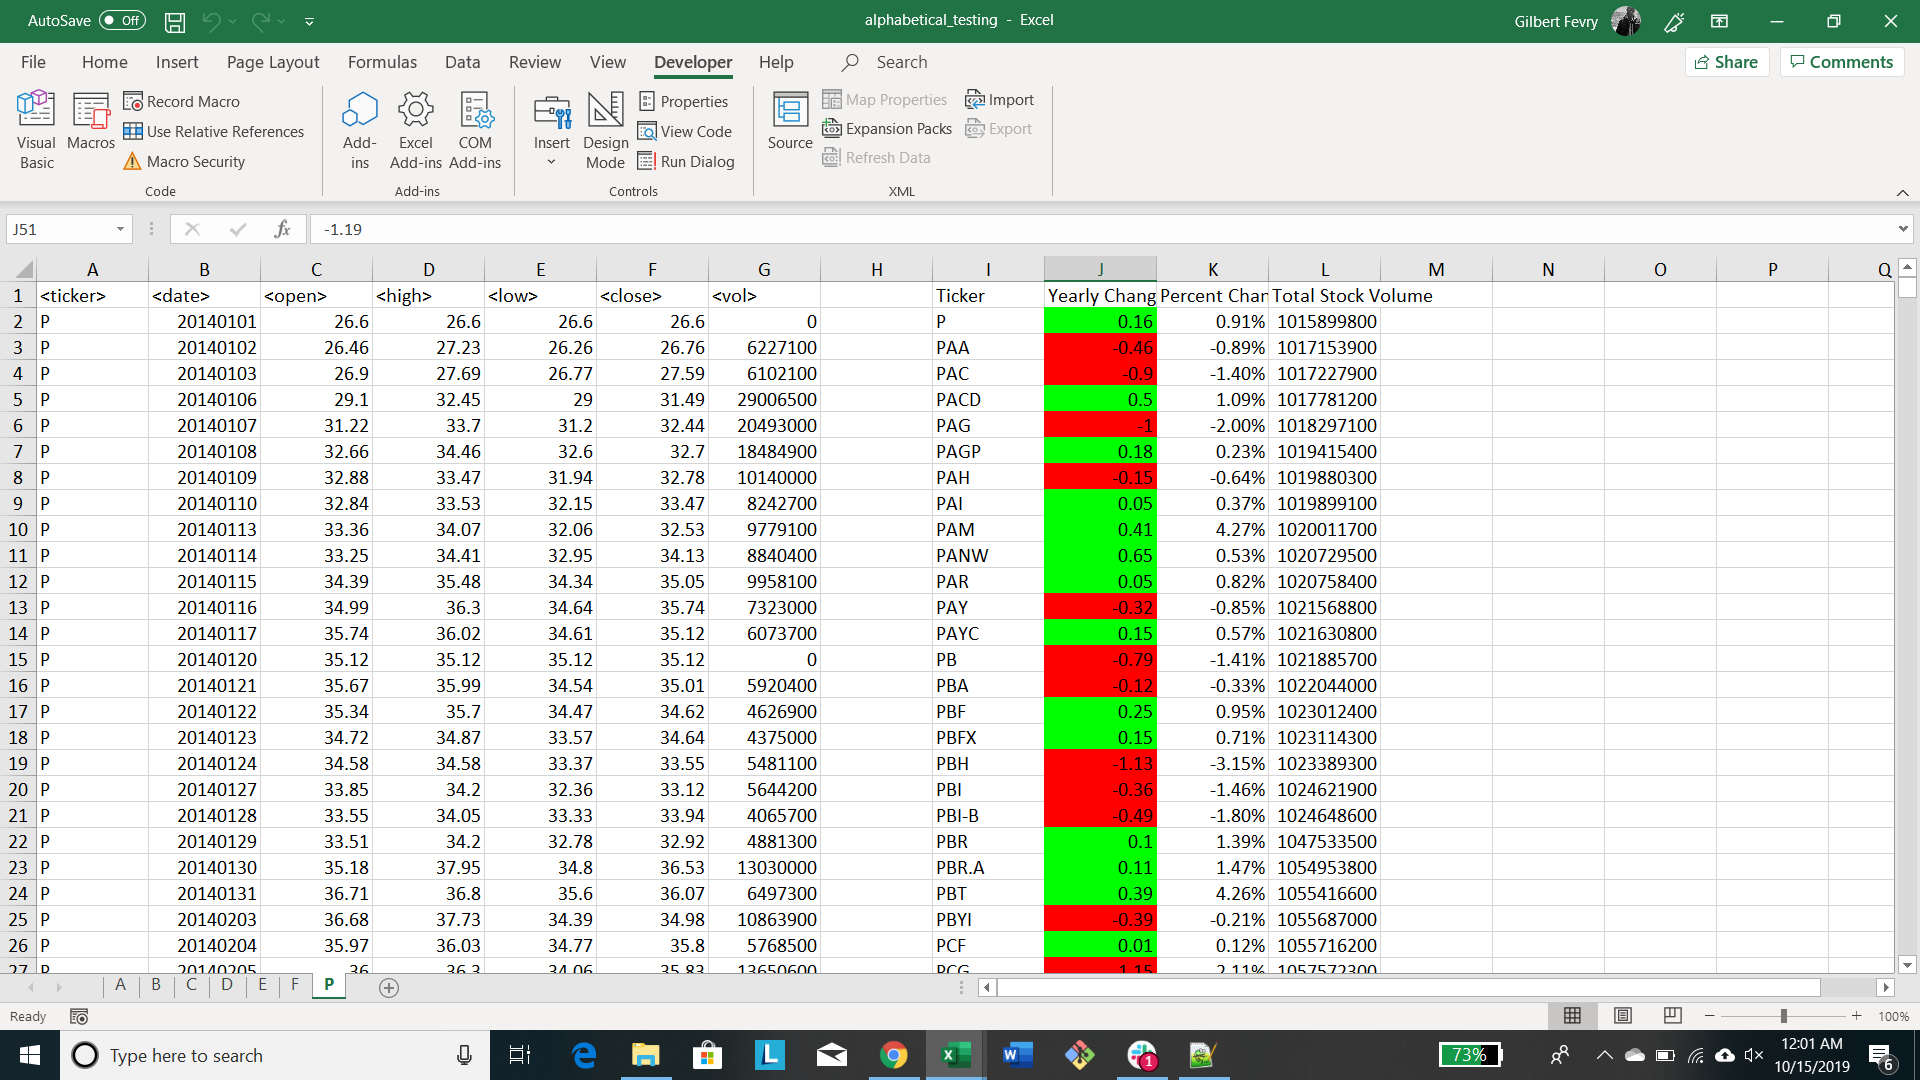 AutoSave Off alphabetical_testing - Excel Gilbert Fevry
File Home Insert Page Layout Formulas Data Review View Developer Help Search Share Comments
Visual Basic Macros Record Macro Use Relative References Macro Security Code
Add-ins Excel Add-ins COM Add-ins Add-ins
Insert Design Mode Properties View Code Run Dialog Controls
Source Map Properties Expansion Packs Refresh Data Import Export XML
J51 fx -1.19
A B C D E F G H I J K L M N O P Q
1 <ticker> <date> <open> <high> <low> <close> <vol> Ticker Yearly Chang Percent Char Total Stock Volume
2 P 20140101 26.6 26.6 26.6 26.6 0 P 0.16 0.91% 1015899800
3 P 20140102 26.46 27.23 26.26 26.76 6227100 PAA -0.46 -0.89% 1017153900
4 P 20140103 26.9 27.69 26.77 27.59 6102100 PAC -0.9 -1.40% 1017227900
5 P 20140106 29.1 32.45 29 31.49 29006500 PACD 0.5 1.09% 1017781200
6 P 20140107 31.22 33.7 31.2 32.44 20493000 PAG -1 -2.00% 1018297100
7 P 20140108 32.66 34.46 32.6 32.7 18484900 PAGP 0.18 0.23% 1019415400
8 P 20140109 32.88 33.47 31.94 32.78 10140000 PAH -0.15 -0.64% 1019880300
9 P 20140110 32.84 33.53 32.15 33.47 8242700 PAI 0.05 0.37% 1019899100
10 P 20140113 33.36 34.07 32.06 32.53 9779100 PAM 0.41 4.27% 1020011700
11 P 20140114 33.25 34.41 32.95 34.13 8840400 PANW 0.65 0.53% 1020729500
12 P 20140115 34.39 35.48 34.34 35.05 9958100 PAR 0.05 0.82% 1020758400
13 P 20140116 34.99 36.3 34.64 35.74 7323000 PAY -0.32 -0.85% 1021568800
14 P 20140117 35.74 36.02 34.61 35.12 6073700 PAYC 0.15 0.57% 1021630800
15 P 20140120 35.12 35.12 35.12 35.12 0 PB -0.79 -1.41% 1021885700
16 P 20140121 35.67 35.99 34.54 35.01 5920400 PBA -0.12 -0.33% 1022044000
17 P 20140122 35.34 35.7 34.47 34.62 4626900 PBF 0.25 0.95% 1023012400
18 P 20140123 34.72 34.87 33.57 34.64 4375000 PBFX 0.15 0.71% 1023114300
19 P 20140124 34.58 34.58 33.37 33.55 5481100 PBH -1.13 -3.15% 1023389300
20 P 20140127 33.85 34.2 32.36 33.12 5644200 PBI -0.36 -1.46% 1024621900
21 P 20140128 33.55 34.05 33.33 33.94 4065700 PBI-B -0.49 -1.80% 1024648600
22 P 20140129 33.51 34.2 32.78 32.92 4881300 PBR 0.1 1.39% 1047533500
23 P 20140130 35.18 37.95 34.8 36.53 13030000 PBR.A 0.11 1.47% 1054953800
24 P 20140131 36.71 36.8 35.6 36.07 6497300 PBT 0.39 4.26% 1055416600
25 P 20140203 36.68 37.73 34.39 34.98 10863900 PBYI -0.39 -0.21% 1055687000
26 P 20140204 35.97 36.03 34.77 35.8 5768500 PCF 0.01 0.12% 1055716200
27 P 20140205 36 36.3 34.06 35.83 13650600 PCG 1.15 2.11% 1057572300
A B C D E F P
Ready 100%
Type here to search 73% 12:01 AM
10/15/2019 6